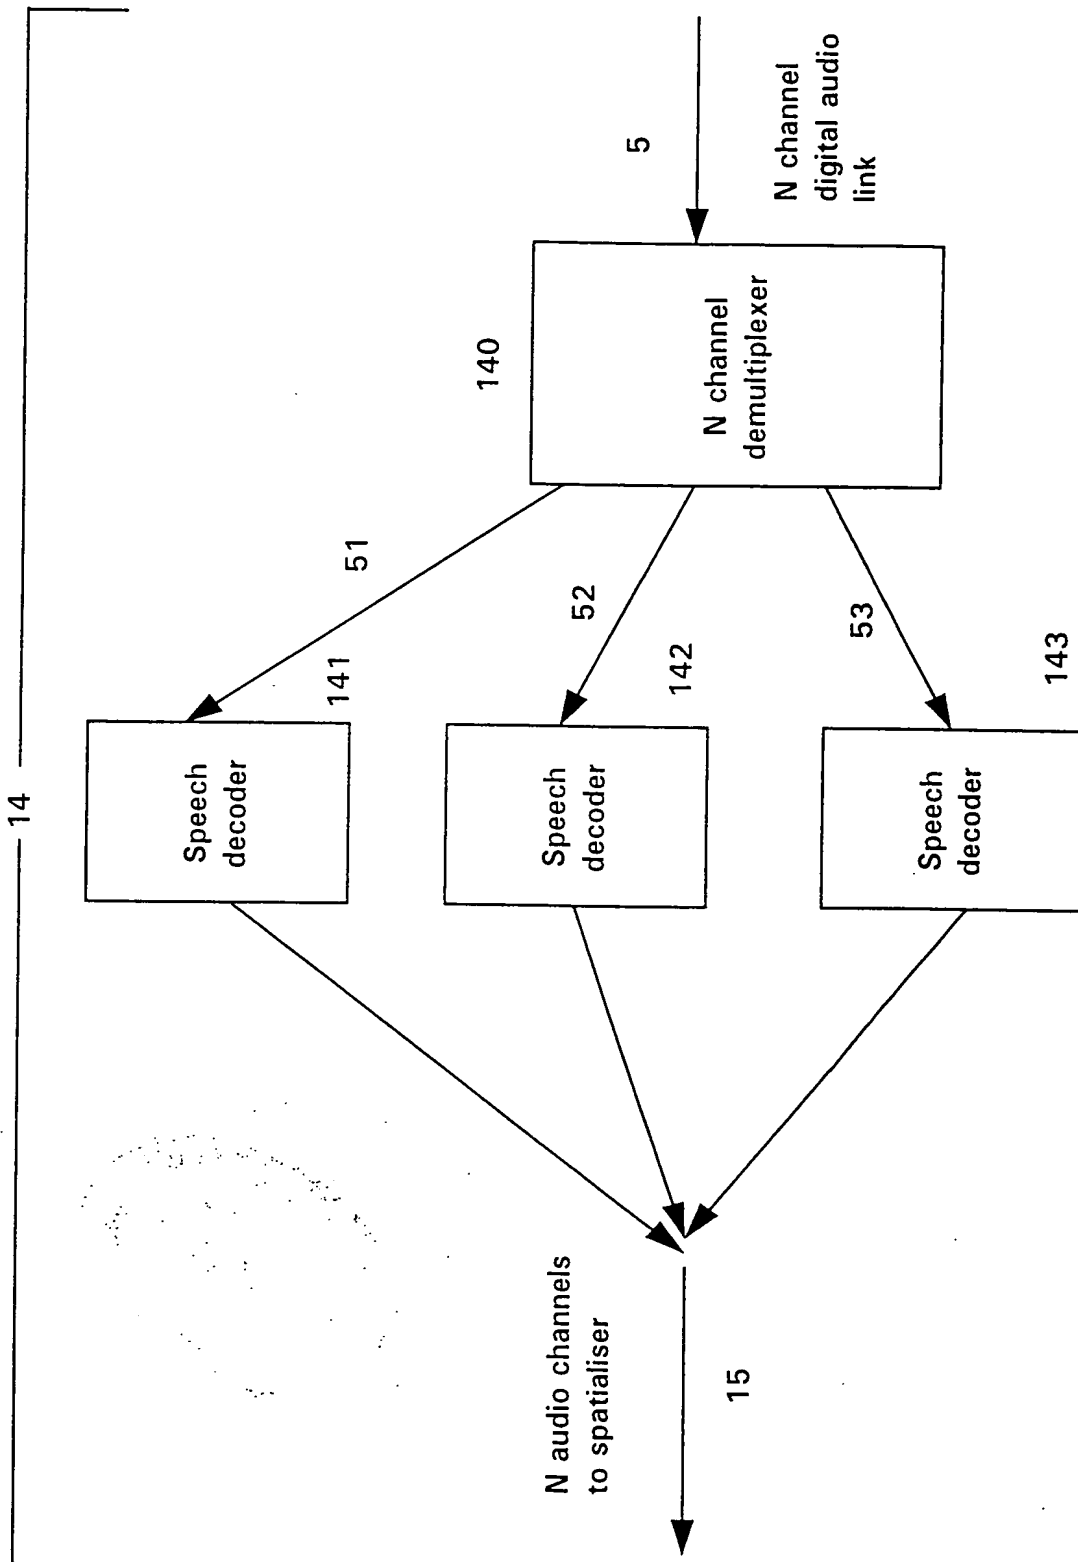 14
5
N channel
digital audio
link
140
N channel
demultiplexer
51
52
53
141
Speech
decoder
142
Speech
decoder
143
Speech
decoder
N audio channels
to spatialiser
15